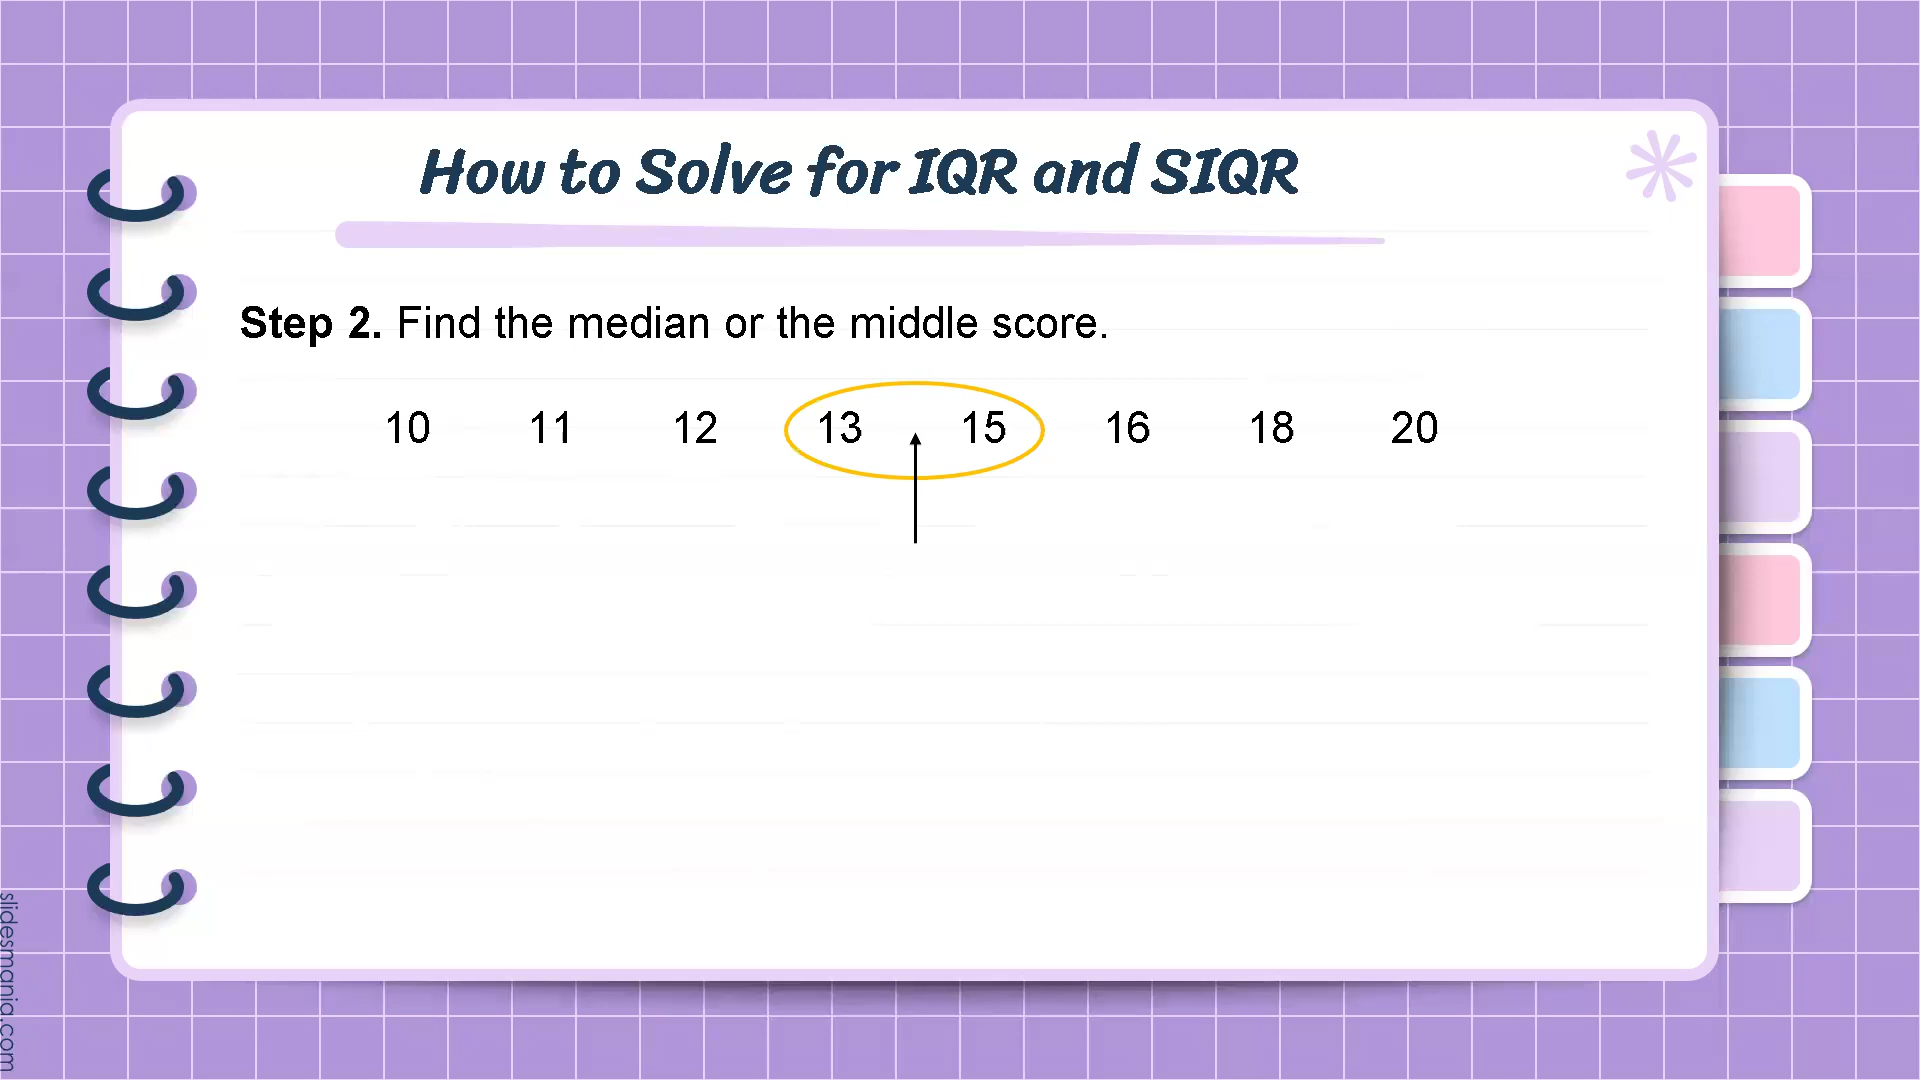 How to Solve for IQR and SIQR
Step 2. Find the median or the middle score.
10 11 12 13 15 16 18 20
slidesmania.com